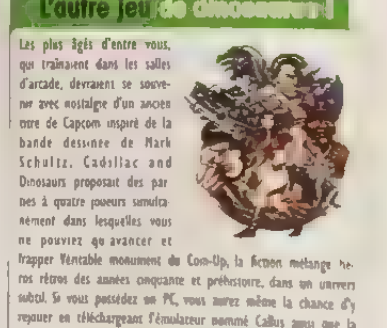 L'autre jeu de dinosaures !
Les plus âgés d'entre vous,
qui trainaient dans les salles
d'arcade, devraient se souve-
nir avec nostalgie d'un ancien
titre de Capcom inspiré de la
bande dessinée de Mark
Schultz. Cadillac and
Dinosaurs proposait des par-
ties à quatre joueurs simulta-
nément dans lesquelles vous
ne pouviez qu'avancer et
frapper Véritable monument du Coin-Up, la fiction mélange hé-
ros rétros des années cinquante et préhistoire, dans un univers
subtil. Si vous possédez un PC, vous aurez même la chance d'y
rejouer en téléchargeant l'émulateur nommé Callus ainsi que la